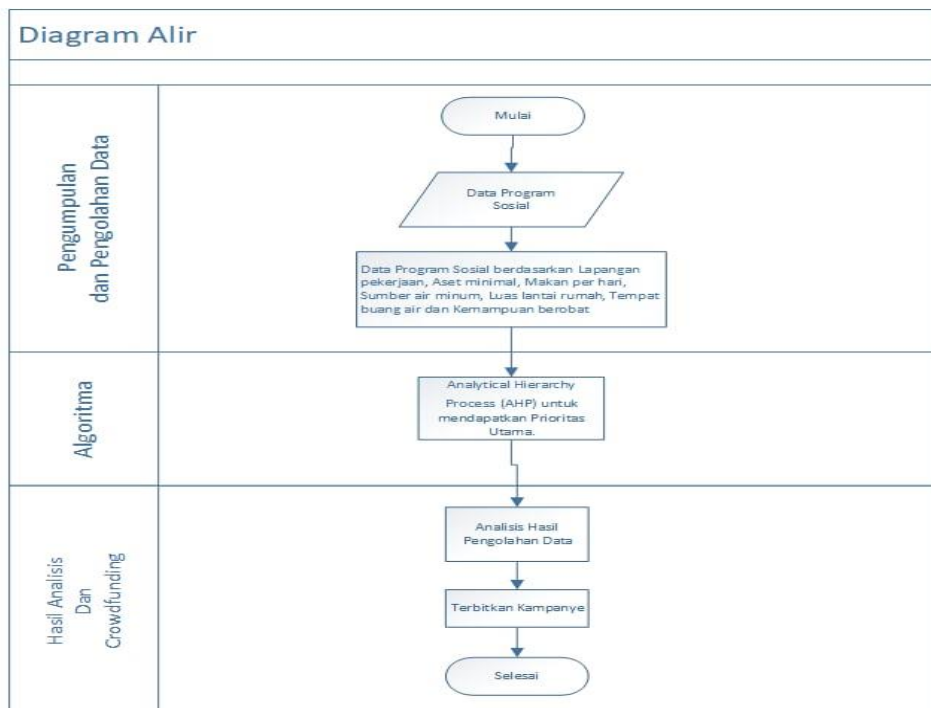 Diagram Alir
Pengumpulan
dan Pengolahan Data
Mulai
Data Program
Sosial
Data Program Sosial berdasarkan Lapangan
pekerjaan, Aset minimal, Makan per hari,
Sumber air minum, Luas lantai rumah, Tempat
buang air dan Kemampuan berobat
Algoritma
Analytical Hierarchy
Process (AHP) untuk
mendapatkan Prioritas
Utama.
Hasil Analisis
Dan
Crowdfunding
Analisis Hasil
Pengolahan Data
Terbitkan Kampanye
Selesai